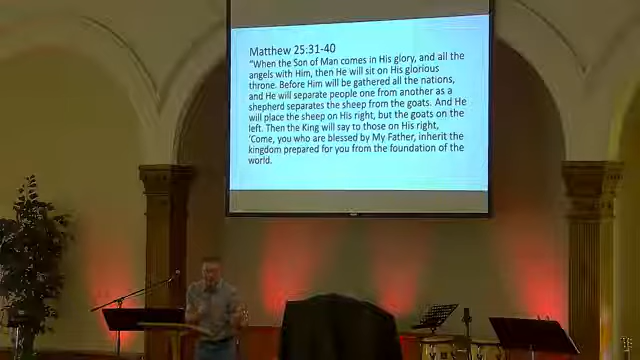 Matthew 25:31-40
"When the Son of Man comes in His glory, and all the
angels with Him, then He will sit on His glorious
throne. Before Him will be gathered all the nations,
and He will separate people one from another as a
shepherd separates the sheep from the goats. And He
will place the sheep on His right, but the goats on the
left. Then the King will say to those on His right,
'Come, you who are blessed by My Father, inherit the
kingdom prepared for you from the foundation of the
world.